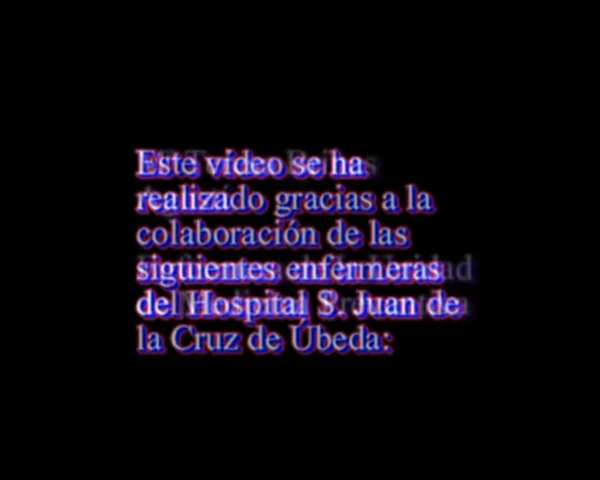 Este vídeo se ha
realizado gracias a la
colaboración de las
siguientes enfermeras
del Hospital S. Juan de
la Cruz de Úbeda: